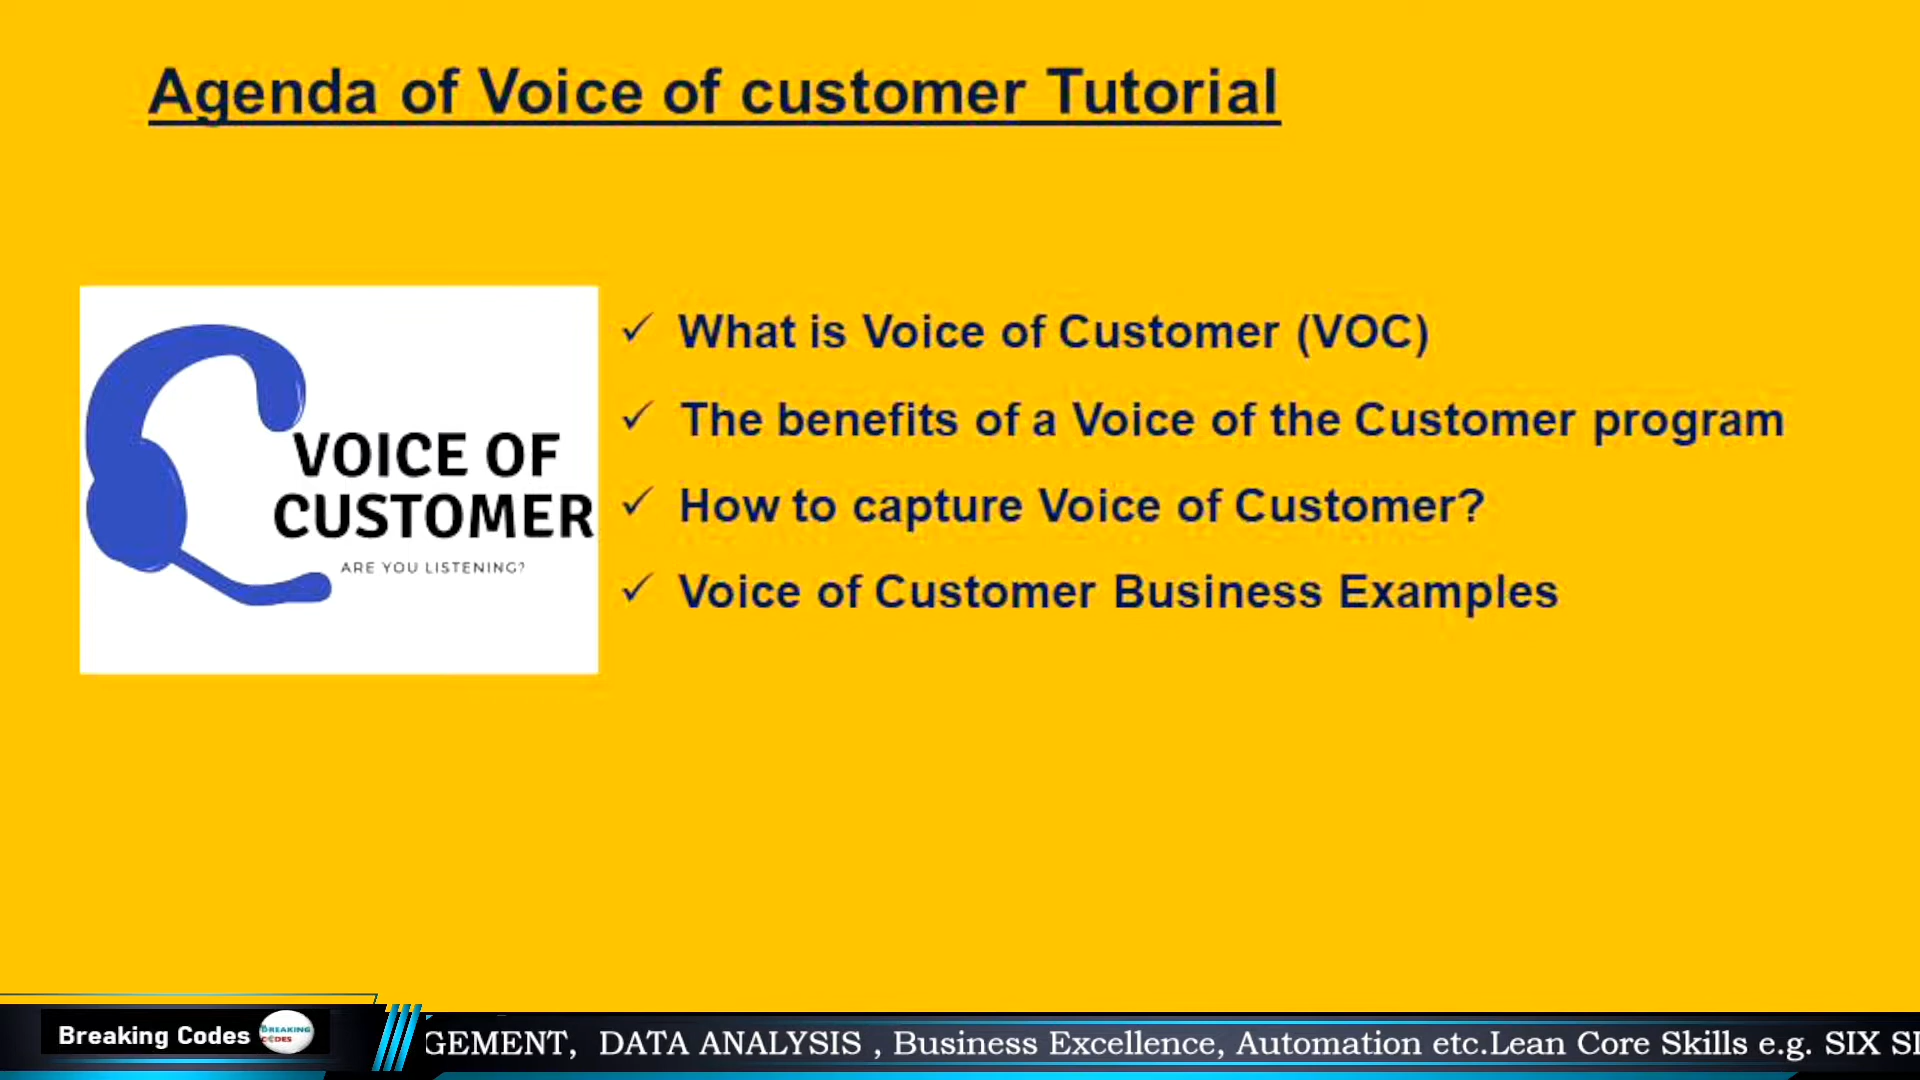 Agenda of Voice of customer Tutorial
VOICE OF
CUSTOMER
ARE YOU LISTENING?
✓ What is Voice of Customer (VOC)
✓ The benefits of a Voice of the Customer program
✓ How to capture Voice of Customer?
✓ Voice of Customer Business Examples
Breaking Codes
BREAKING
CODES
GEMENT, DATA ANALYSIS , Business Excellence, Automation etc.Lean Core Skills e.g. SIX SI